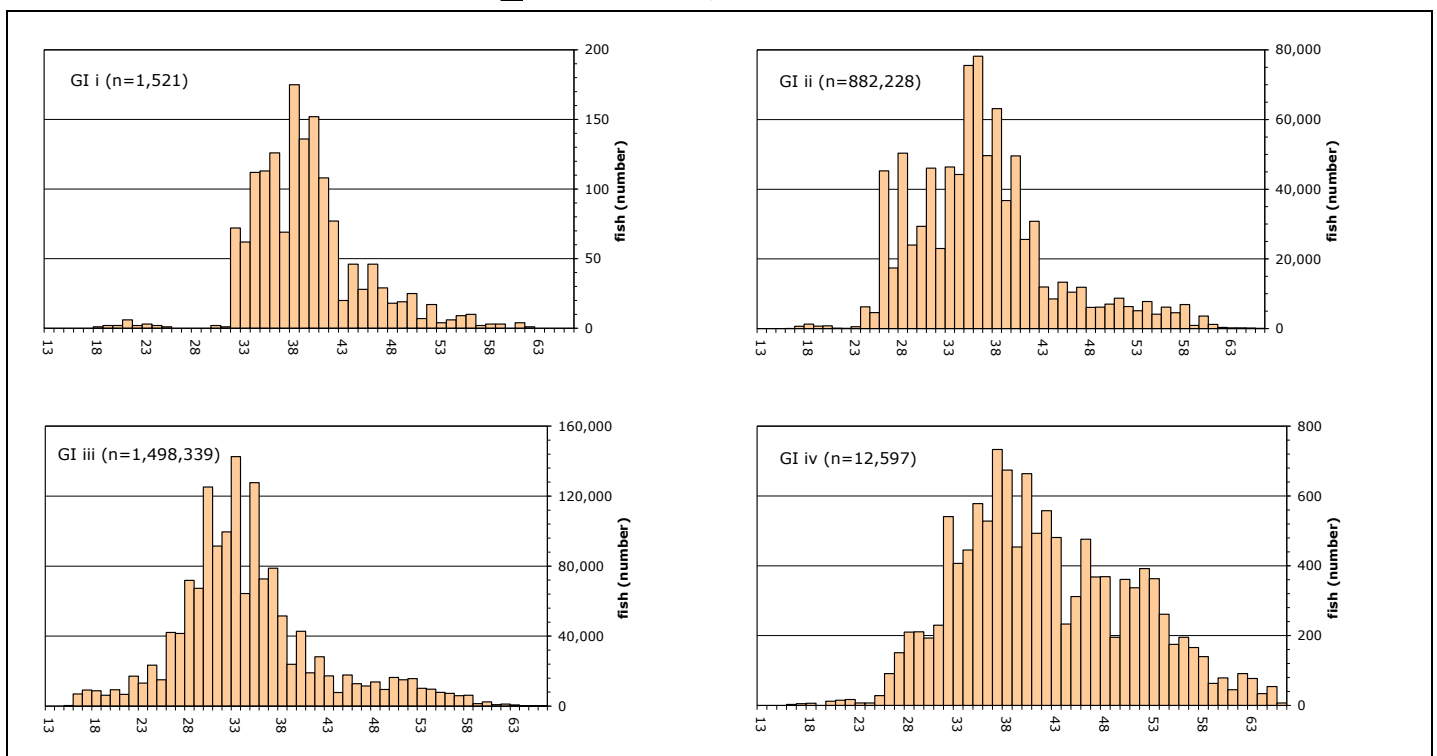 GI i (n=1,521)
200
150
100
50
0
fish (number)
13 18 23 28 33 38 43 48 53 58 63
GI ii (n=882,228)
80,000
60,000
40,000
20,000
0
fish (number)
13 18 23 28 33 38 43 48 53 58 63
GI iii (n=1,498,339)
160,000
120,000
80,000
40,000
0
fish (number)
13 18 23 28 33 38 43 48 53 58 63
GI iv (n=12,597)
800
600
400
200
0
fish (number)
13 18 23 28 33 38 43 48 53 58 63